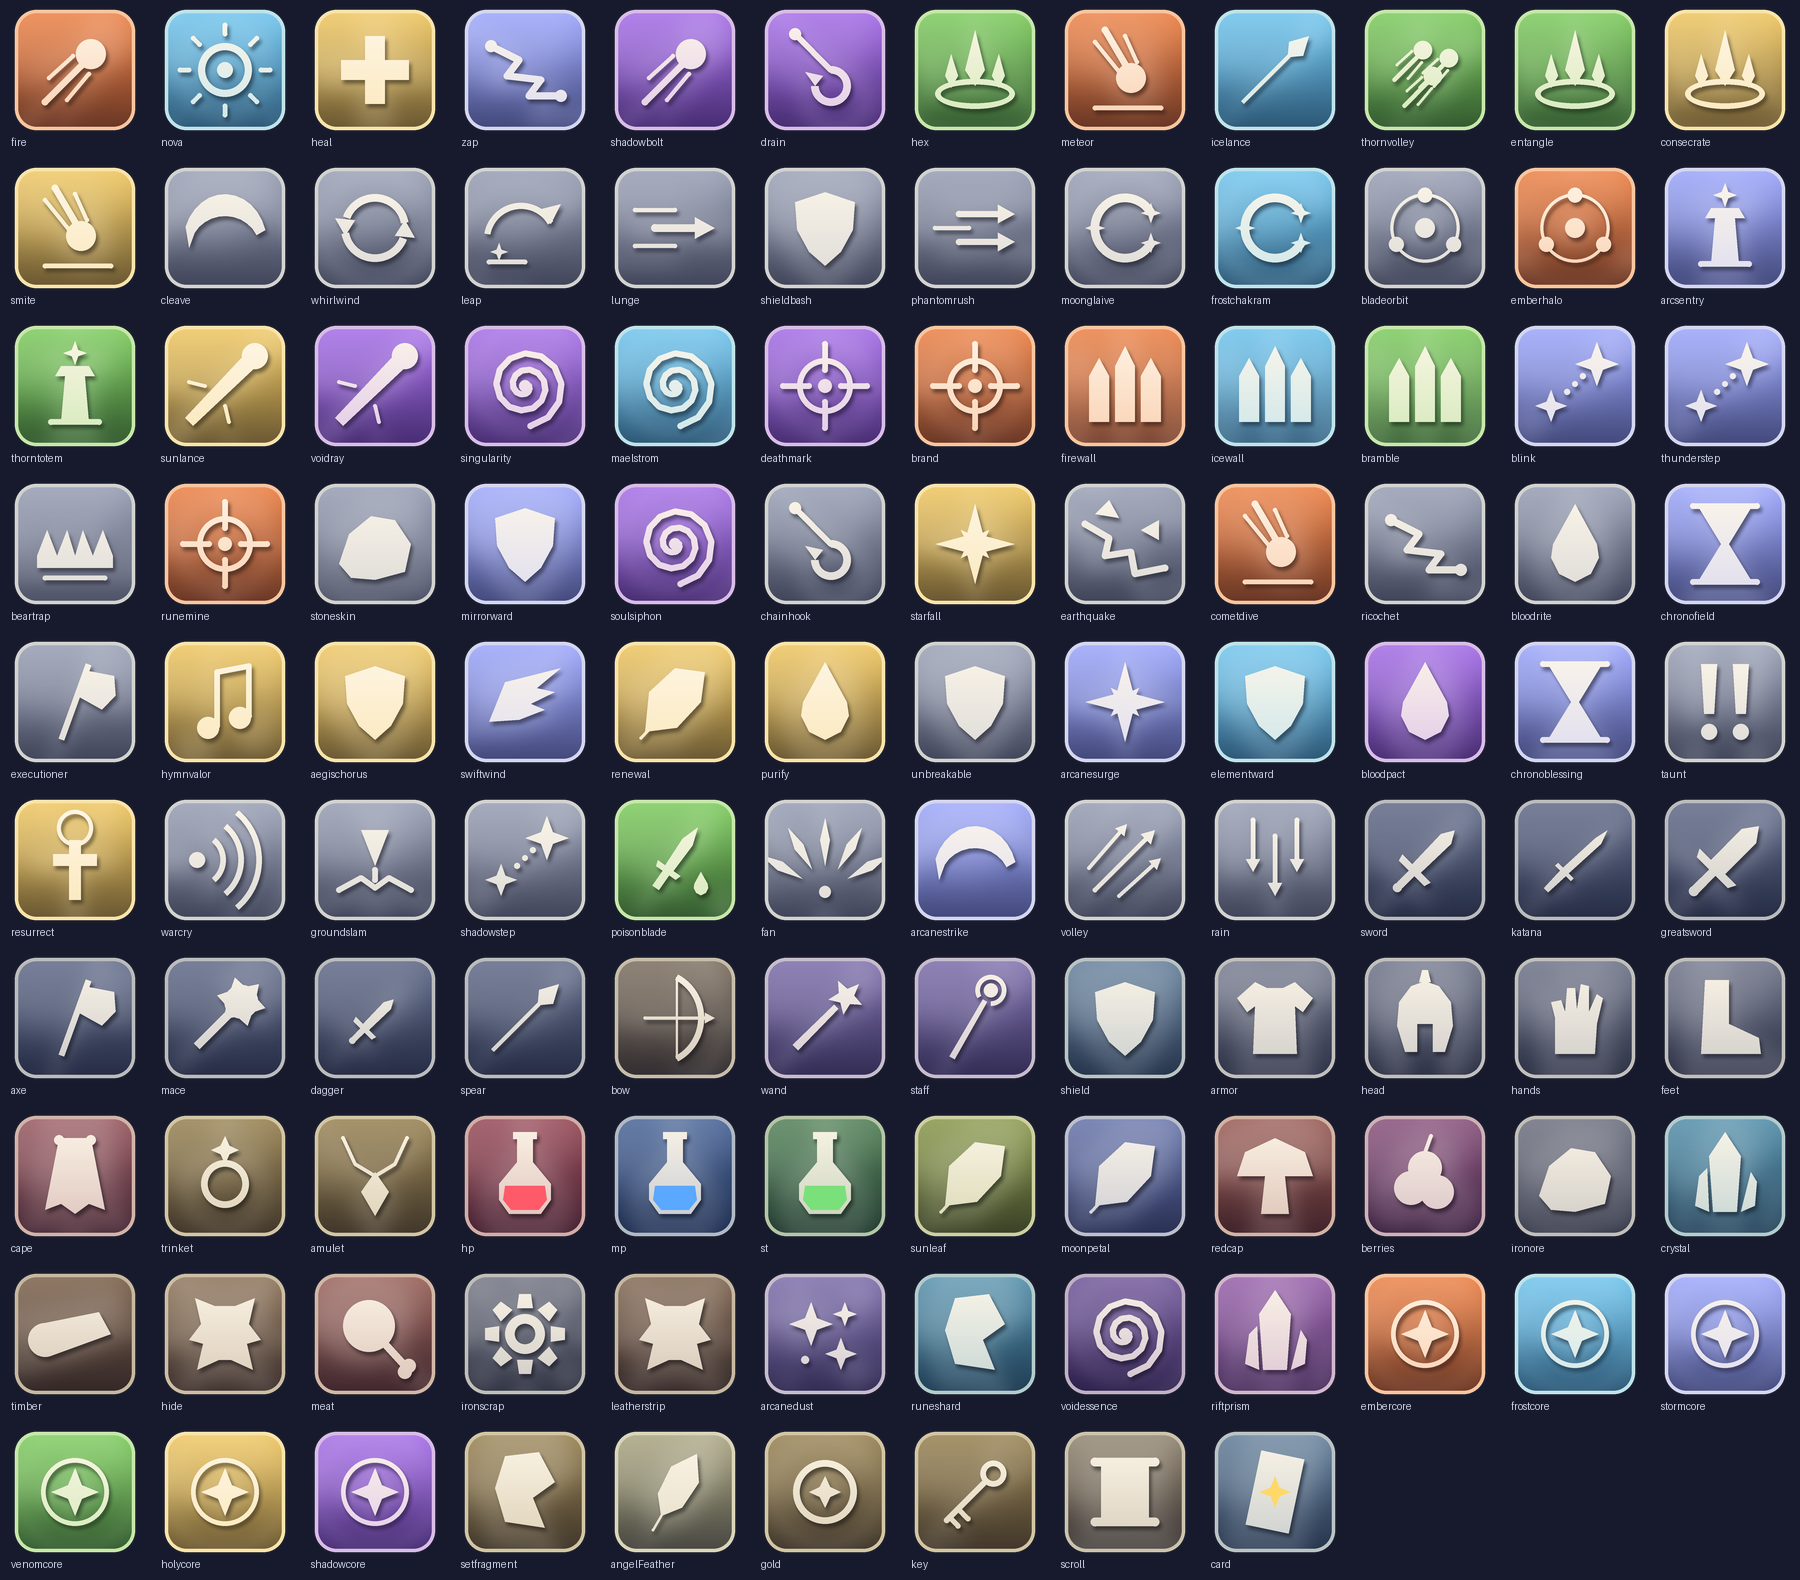 fire nova heal zap shadowbolt drain hex meteor icelance thornvolley entangle consecrate
smite cleave whirlwind leap lunge shieldbash phantomrush moonglaive frostchakram bladeorbit emberhalo arcsentry
thorntotem sunlance voidray singularity maelstrom deathmark brand firewall icewall bramble blink thunderstep
beartrap runemine stoneskin mirrorward soulsiphon chainhook starfall earthquake cometdive ricochet bloodrite chronofield
executioner hymnvalor aegischorus swiftwind renewal purify unbreakable arcanesurge elementward bloodpact chronoblessing taunt
resurrect warcry groundslam shadowstep poisonblade fan arcanestrike volley rain sword katana greatsword
axe mace dagger spear bow wand staff shield armor head hands feet
cape trinket amulet hp mp st sunleaf moonpetal redcap berries ironore crystal
timber hide meat ironscrap leatherstrip arcanedust runeshard voidessence riftprism embercore frostcore stormcore
venomcore holycore shadowcore setfragment angelFeather gold key scroll card